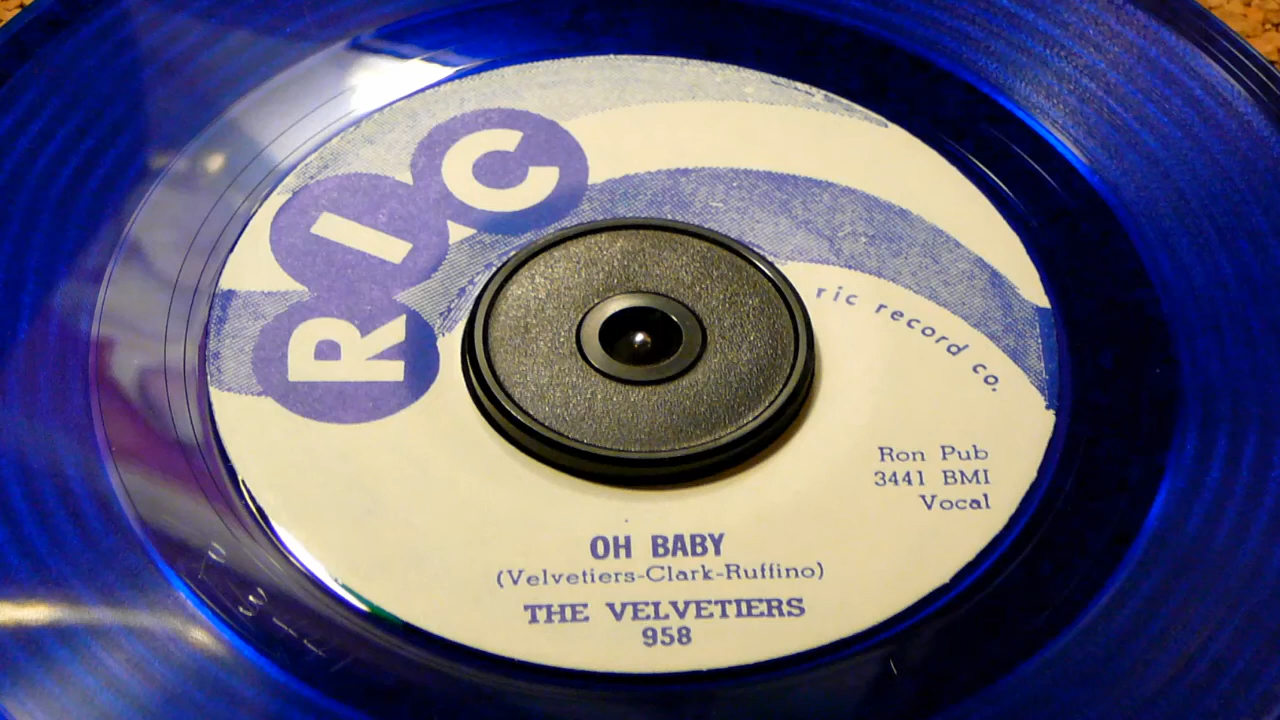 RIC
ric record co.
Ron Pub
3441 BMI
Vocal
OH BABY
(Velvetiers-Clark-Ruffino)
THE VELVETIERS
958